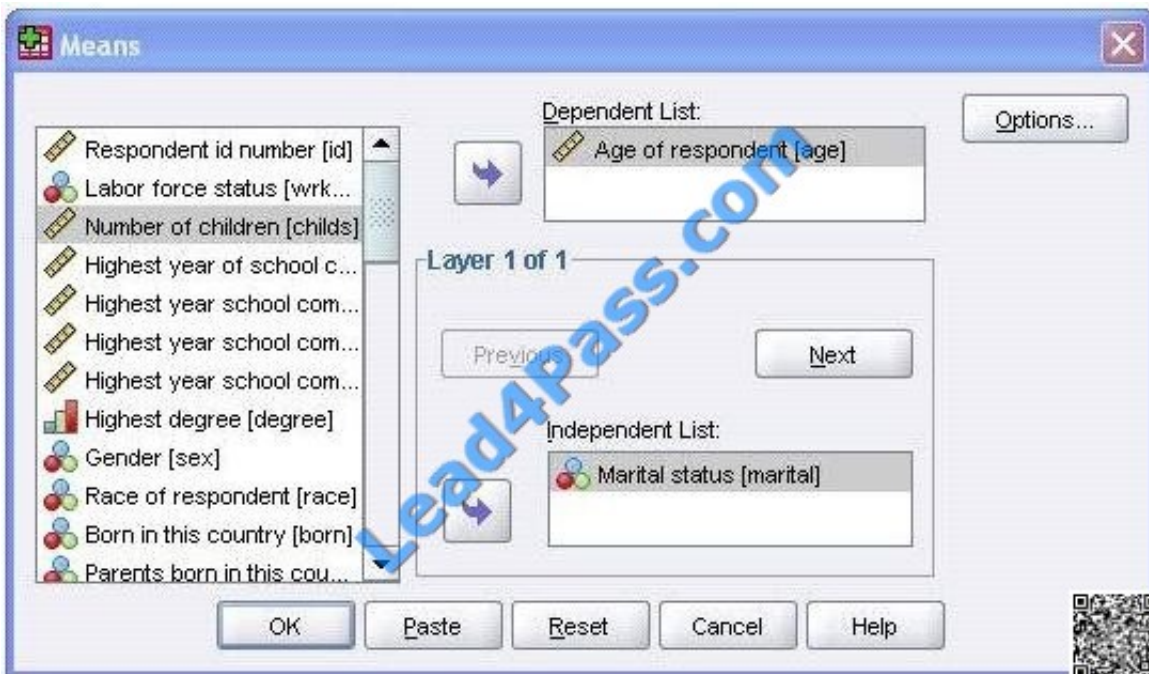 Means
Dependent List:
Options...
Respondent id number [id]
Age of respondent [age]
Labor force status [wrk...
Number of children [childs]
Highest year of school c...
Layer 1 of 1
Highest year school com...
Highest year school com...
Previous
Next
Highest year school com...
Highest degree [degree]
Independent List:
Gender [sex]
Marital status [marital]
Race of respondent [race]
Born in this country [born]
Parents born in this cou...
OK
Paste
Reset
Cancel
Help
Lead4Pass.com